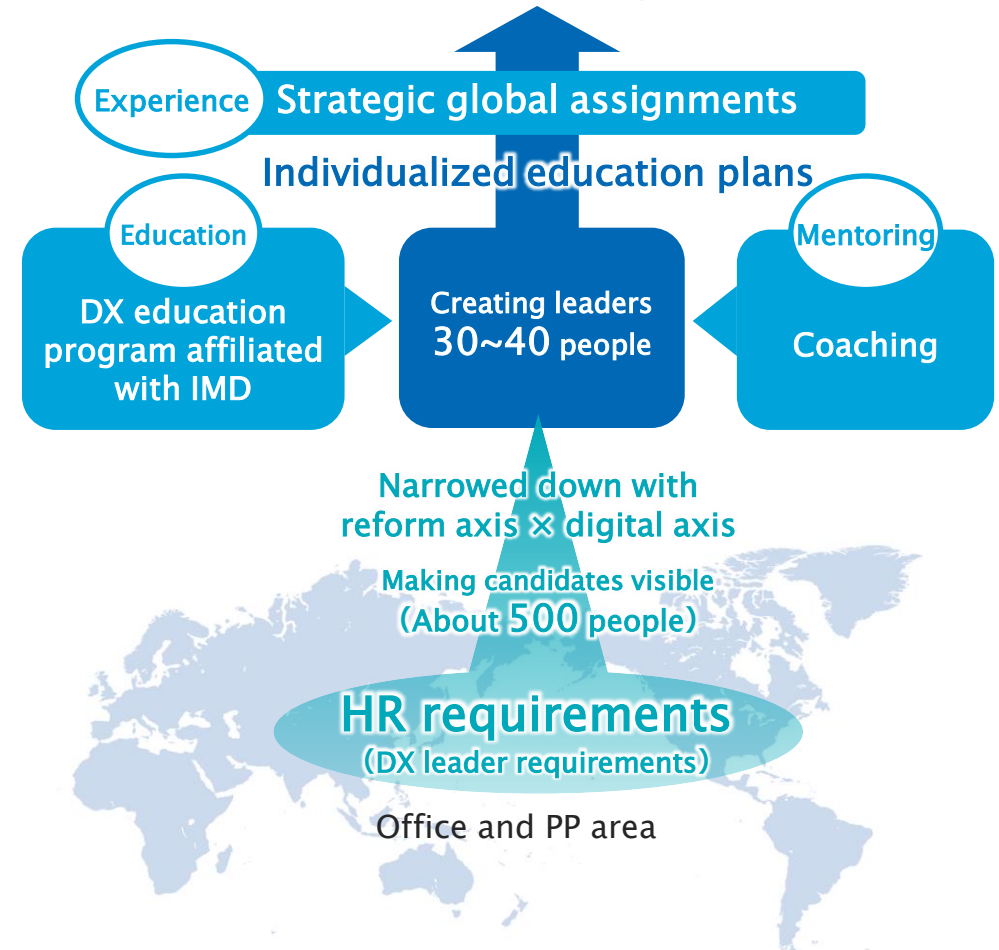 Experience
Strategic global assignments
Individualized education plans
Education
DX education
program affiliated
with IMD
Creating leaders
30~40 people
Mentoring
Coaching
Narrowed down with
reform axis × digital axis
Making candidates visible
(About 500 people)
HR requirements
(DX leader requirements)
Office and PP area